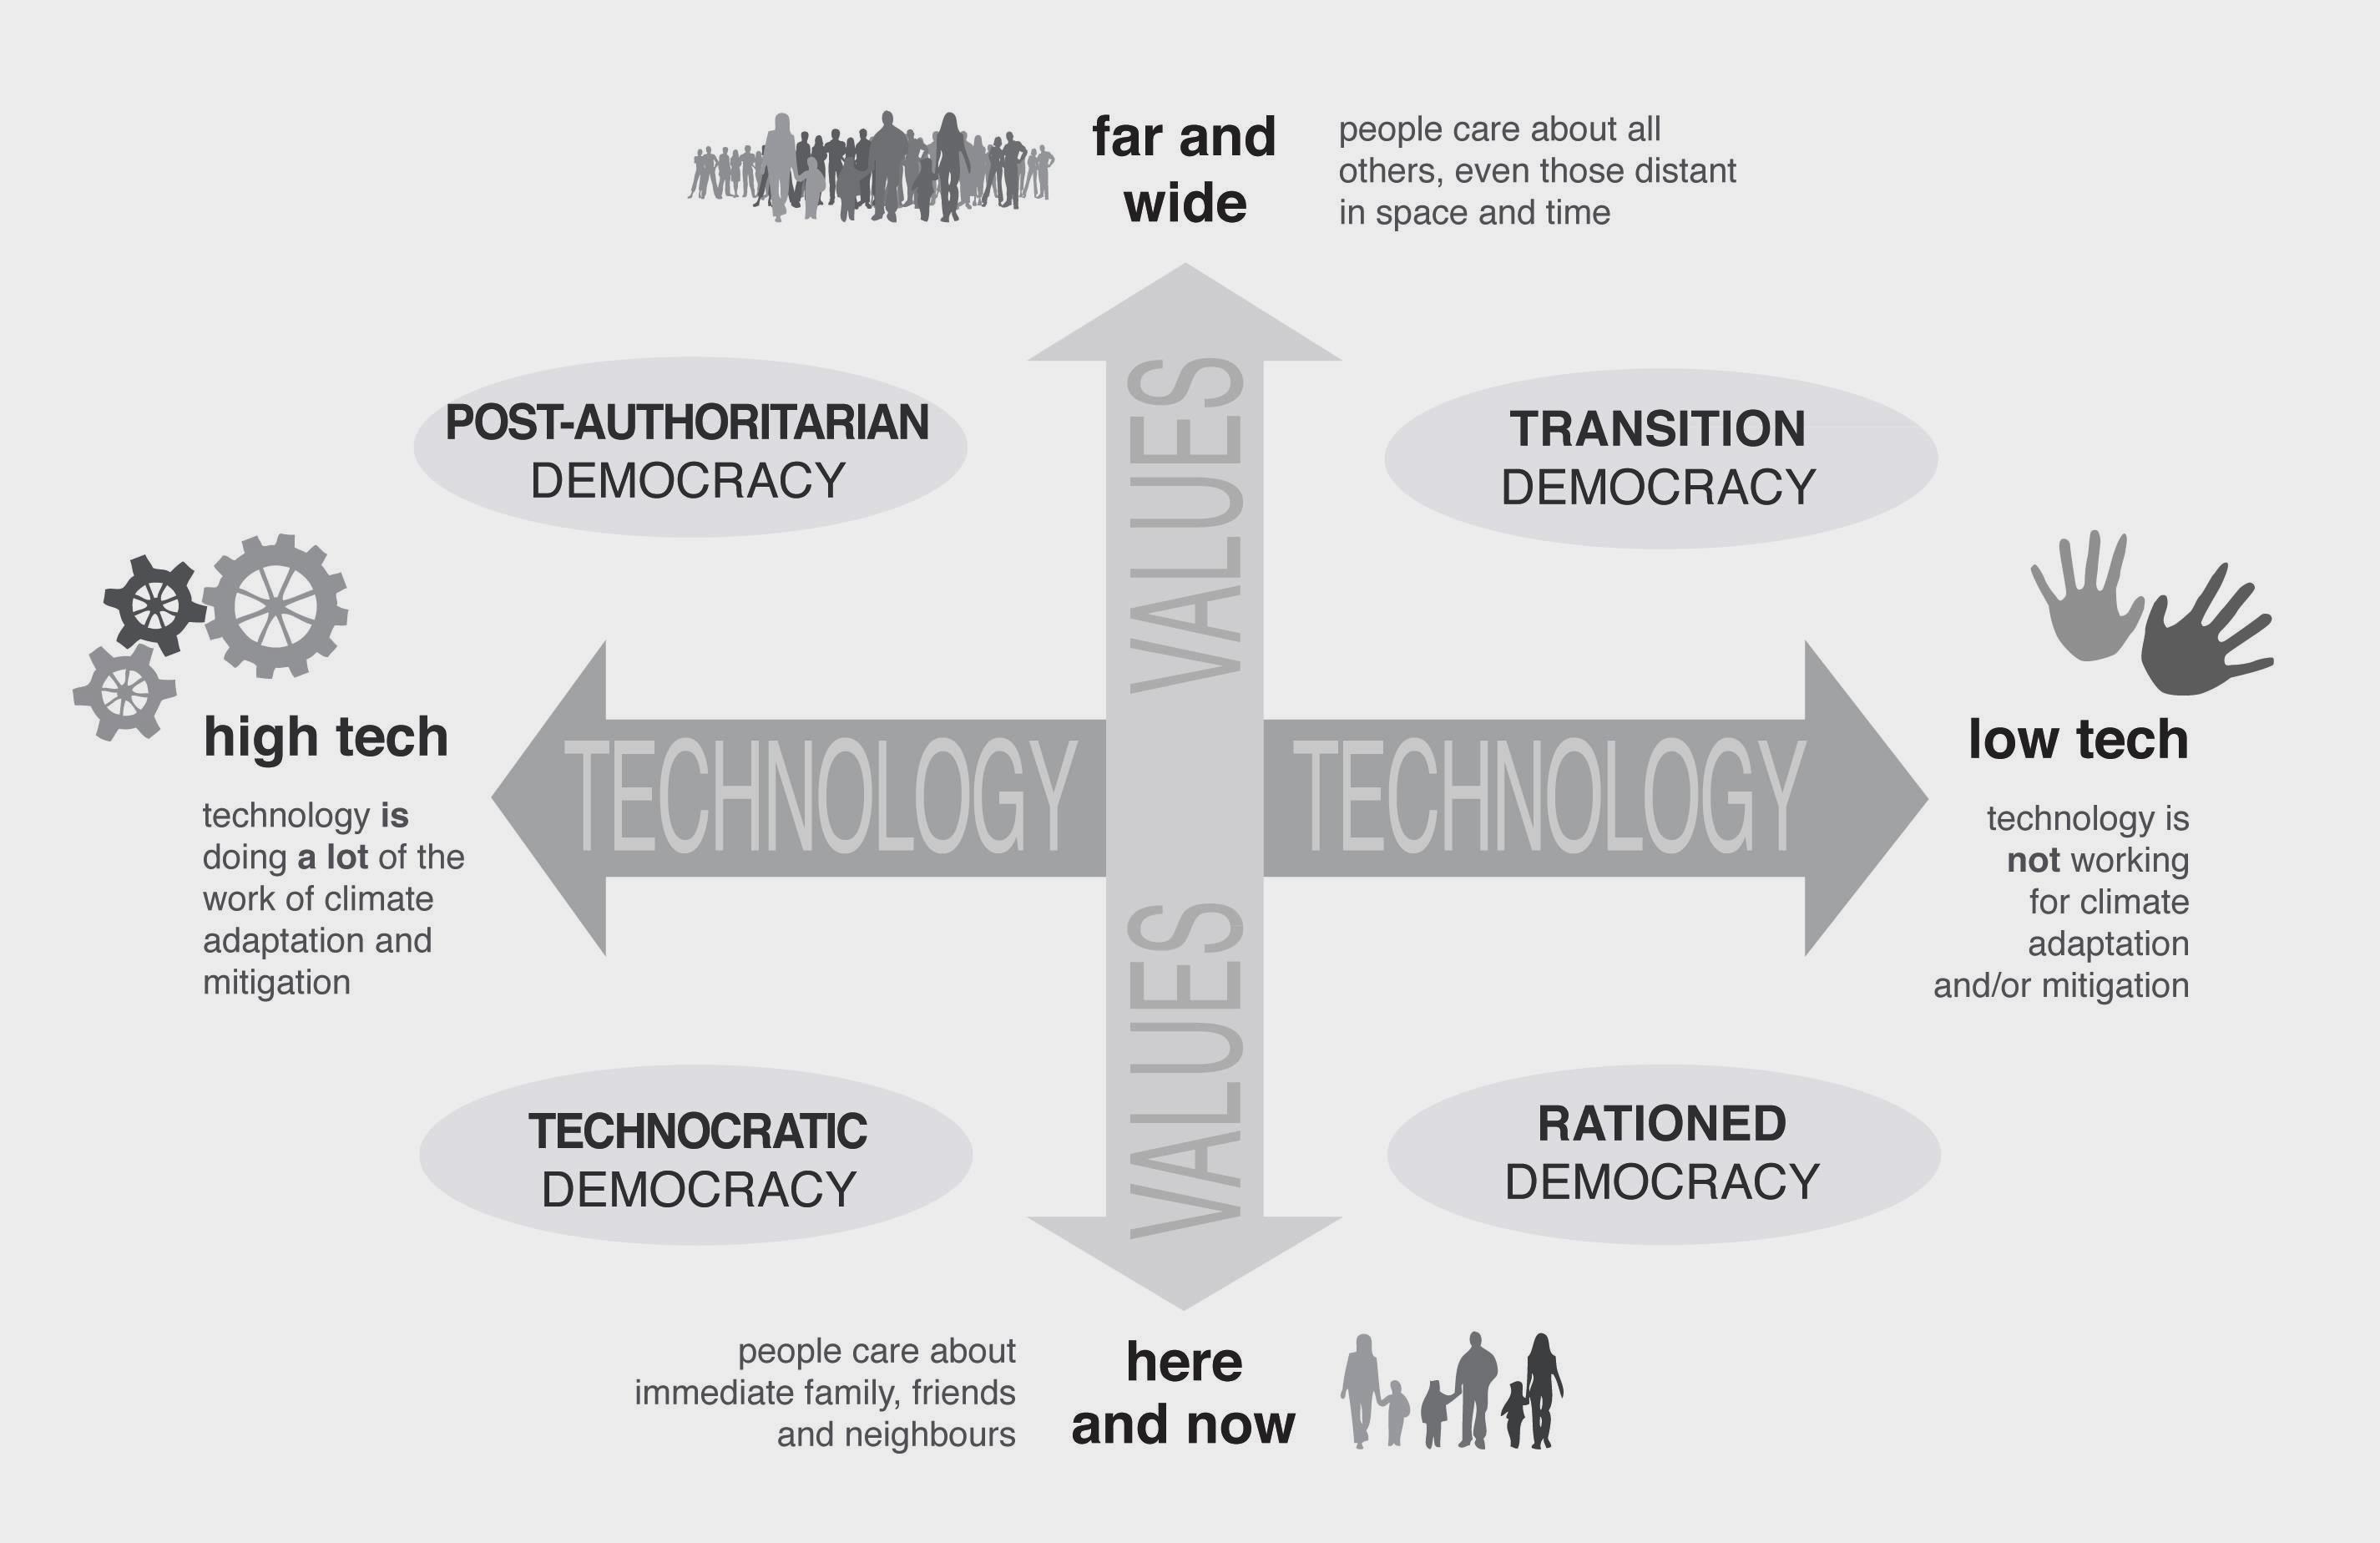 far and
wide
people care about all
others, even those distant
in space and time
POST-AUTHORITARIAN
DEMOCRACY
TRANSITION
DEMOCRACY
VALUES
high tech
technology is
doing a lot of the
work of climate
adaptation and
mitigation
TECHNOLOGY
TECHNOLOGY
low tech
technology is
not working
for climate
adaptation
and/or mitigation
VALUES
TECHNOCRATIC
DEMOCRACY
RATIONED
DEMOCRACY
people care about
immediate family, friends
and neighbours
here
and now